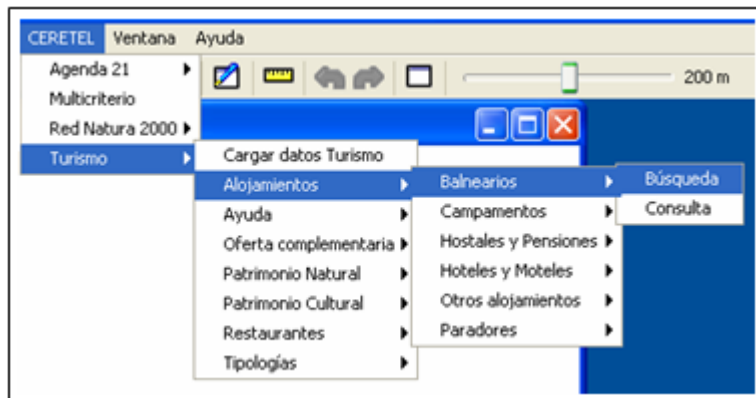 CERETEL Ventana Ayuda
Agenda 21
200 m
Multicriterio
Red Natura 2000
Turismo
Cargar datos Turismo
Alojamientos
Ayuda
Oferta complementaria
Patrimonio Natural
Patrimonio Cultural
Restaurantes
Tipologías
Balnearios
Campamentos
Hostales y Pensiones
Hoteles y Moteles
Otros alojamientos
Paradores
Búsqueda
Consulta